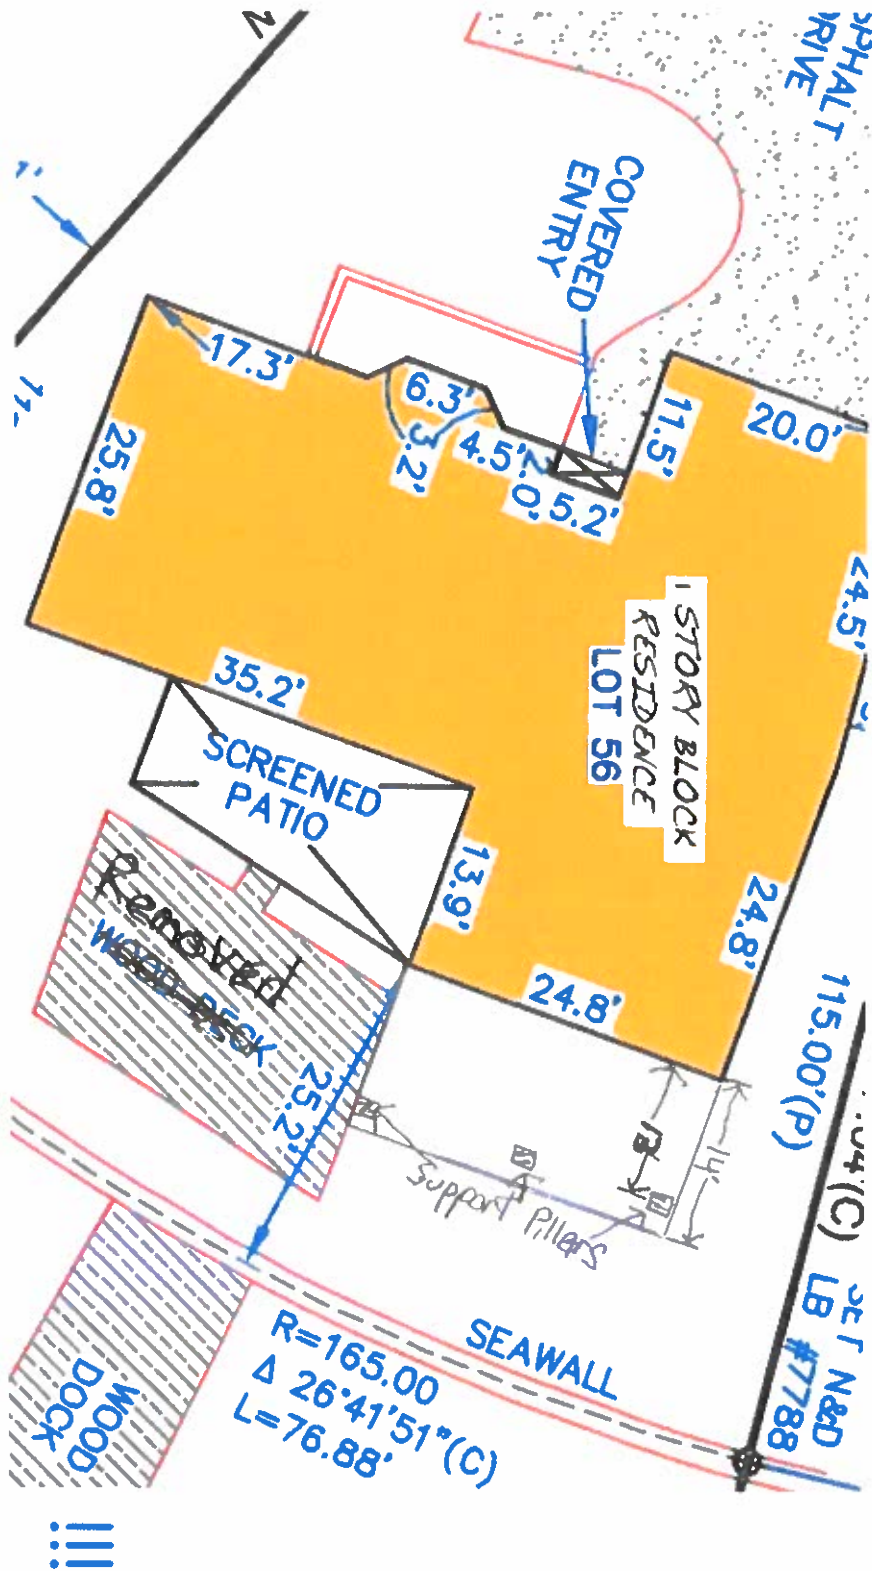 ASPHALT
DRIVE
COVERED
ENTRY
17.3'
6.3'
3.2'
4.5'
2.0'
5.2'
11.5'
20.0'
24.5'
25.8'
1 STORY BLOCK
RESIDENCE
LOT 56
35.2'
SCREENED
PATIO
13.9'
24.8'
24.8'
115.00'(P)
Removed
WOOD DECK
25.2'
12'
14'
Support Pillars
.04'(C)
SET N&D
LB #7788
SEAWALL
R=165.00
Δ 26°41'51"(C)
L=76.88'
WOOD
DOCK